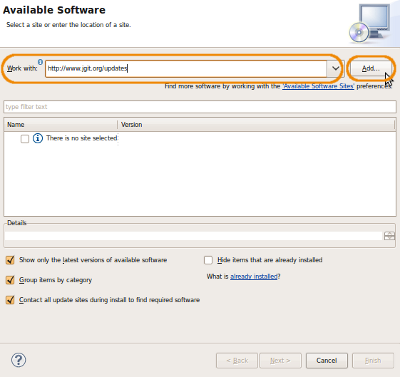 Available Software
Select a site or enter the location of a site.
Work with: http://www.jgit.org/updates Add...
Find more software by working with the 'Available Software Sites' preferences.
type filter text
Name Version
There is no site selected
Details
Show only the latest versions of available software Hide items that are already installed
Group items by category What is already installed?
Contact all update sites during install to find required software
? < Back Next > Cancel Finish